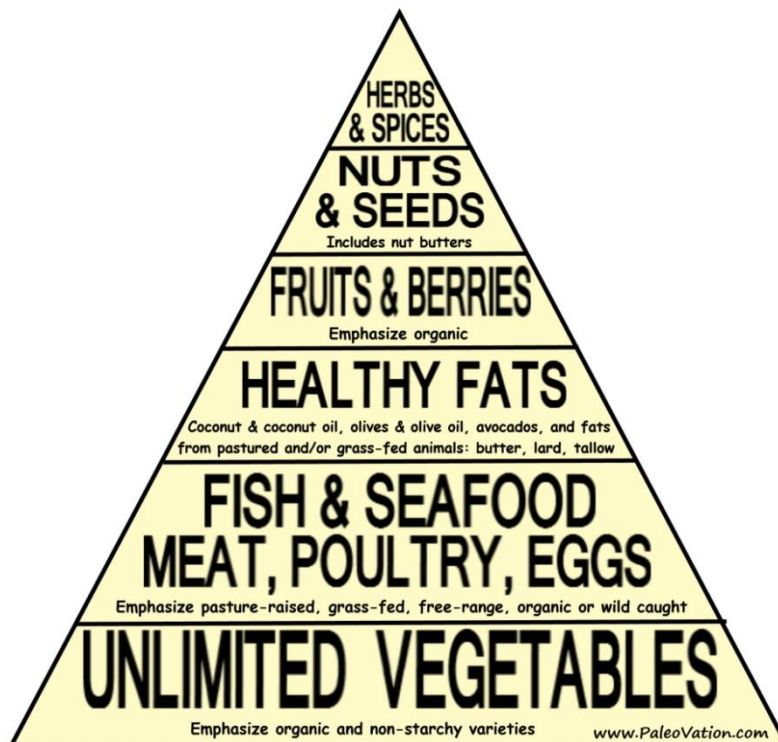 HERBS
& SPICES
NUTS
& SEEDS
Includes nut butters
FRUITS & BERRIES
Emphasize organic
HEALTHY FATS
Coconut & coconut oil, olives & olive oil, avocados, and fats
from pastured and/or grass-fed animals: butter, lard, tallow
FISH & SEAFOOD
MEAT, POULTRY, EGGS
Emphasize pasture-raised, grass-fed, free-range, organic or wild caught
UNLIMITED VEGETABLES
Emphasize organic and non-starchy varieties
www.PaleoVation.com